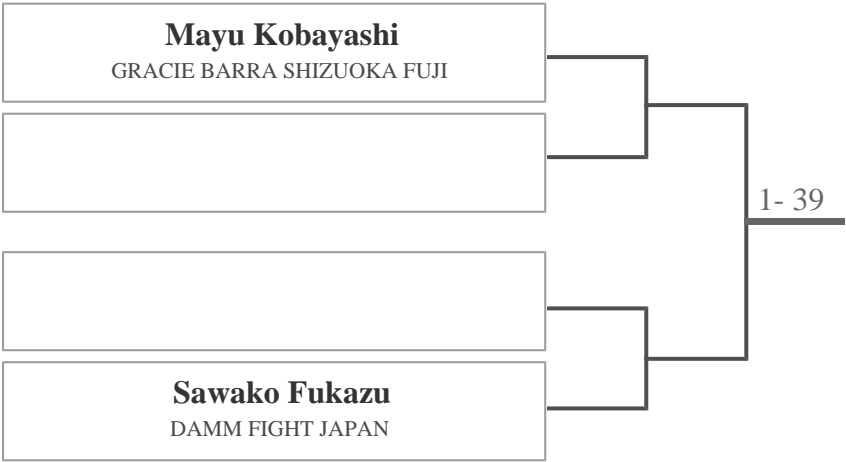 Mayu Kobayashi
GRACIE BARRA SHIZUOKA FUJI
1- 39
Sawako Fukazu
DAMM FIGHT JAPAN